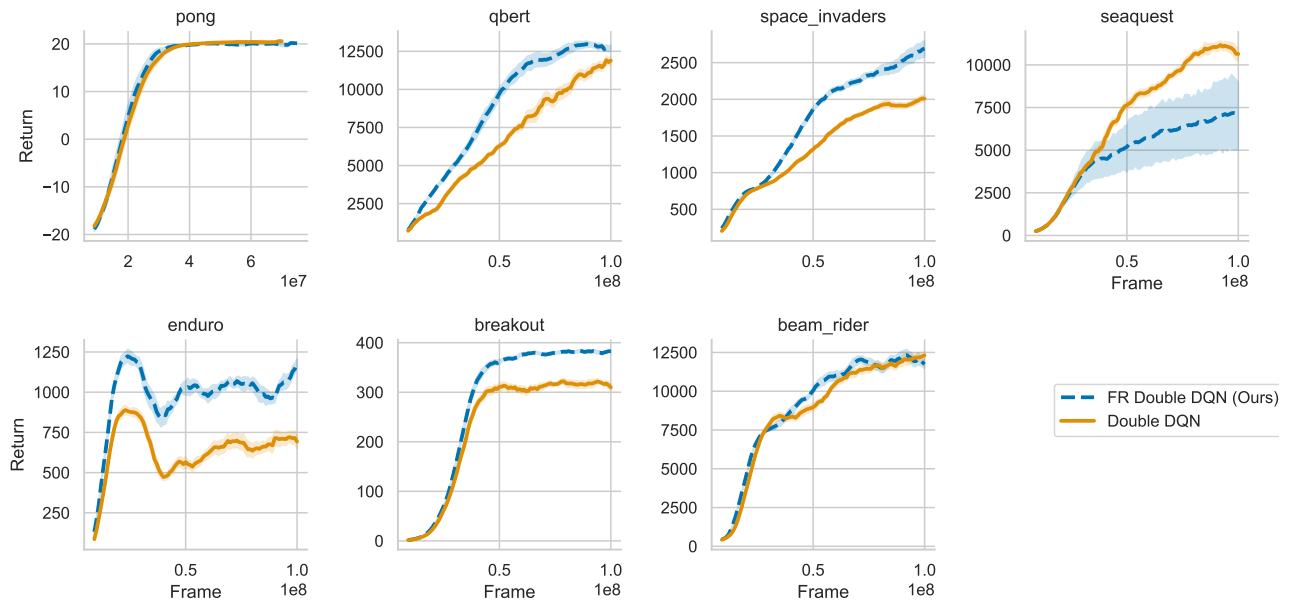 pong
qbert
space_invaders
seaquest
Return
20
10
0
−10
−20
2
4
6
1e7
12500
10000
7500
5000
2500
0.5
1.0
1e8
2500
2000
1500
1000
500
0.5
1.0
1e8
10000
7500
5000
2500
0
0.5
1.0
Frame
1e8
enduro
breakout
beam_rider
Return
1250
1000
750
500
250
0.5
1.0
Frame
1e8
400
300
200
100
0
0.5
1.0
Frame
1e8
12500
10000
7500
5000
2500
0
0.5
1.0
Frame
1e8
FR Double DQN (Ours)
Double DQN